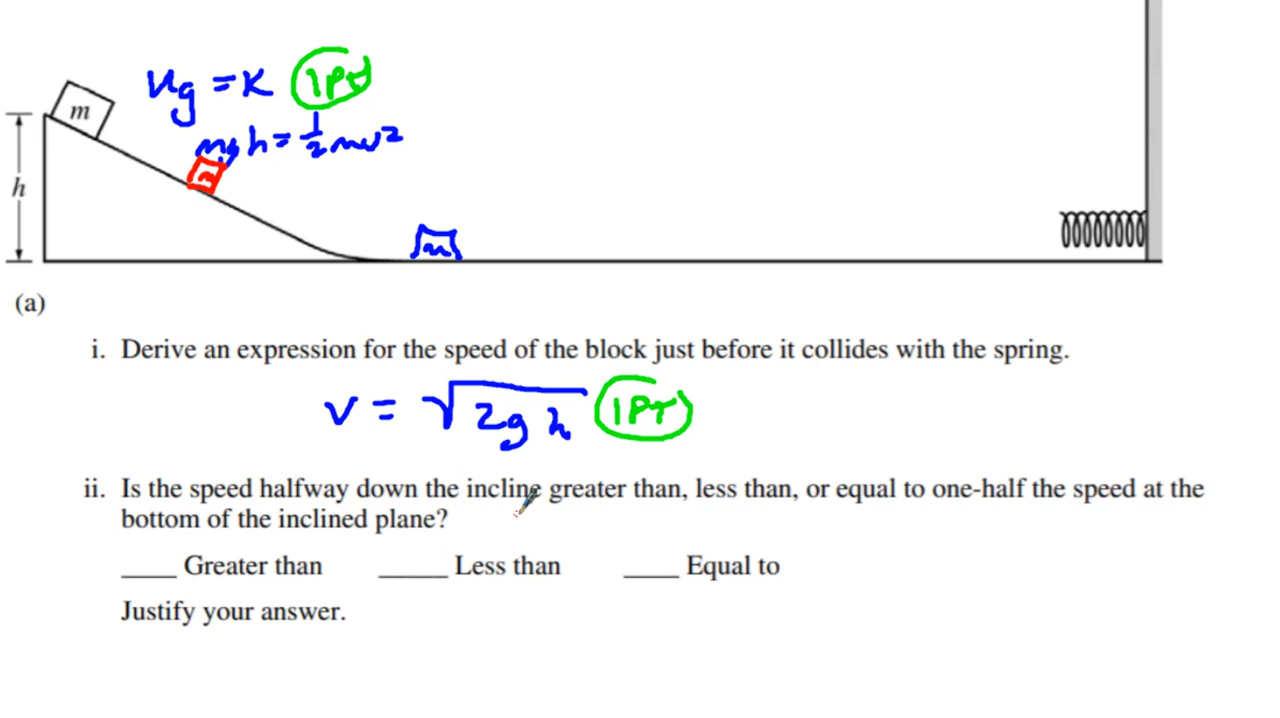 Ug = K 1PT
m
mgh = 1/2 mv²
h
m
m
(a)
i. Derive an expression for the speed of the block just before it collides with the spring.
v = √2gh 1PT
ii. Is the speed halfway down the incline greater than, less than, or equal to one-half the speed at the
bottom of the inclined plane?
____ Greater than _____ Less than ____ Equal to
Justify your answer.